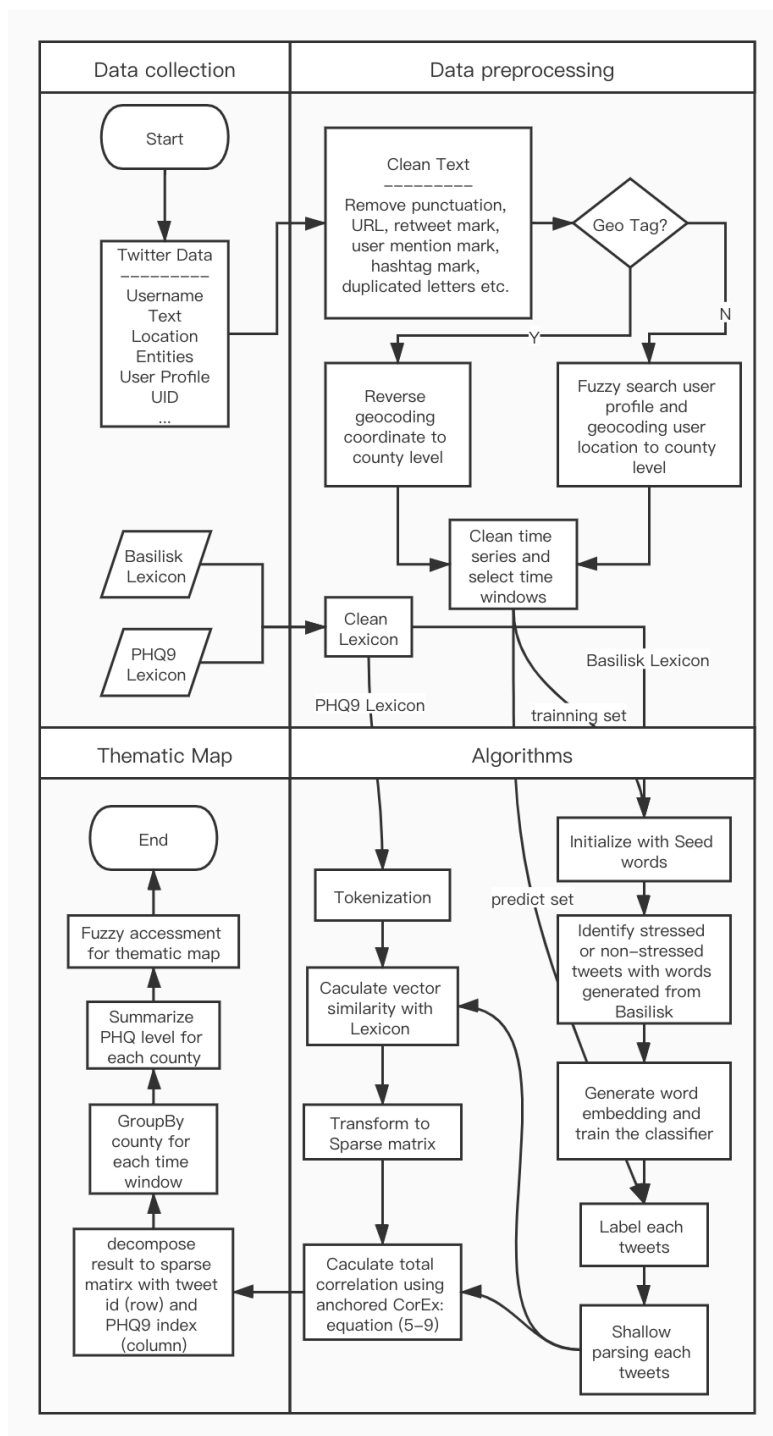 Data collection
Data preprocessing
Start
Twitter Data
----------
Username
Text
Location
Entities
User Profile
UID
...
Clean Text
----------
Remove punctuation,
URL, retweet mark,
user mention mark,
hashtag mark,
duplicated letters etc.
Geo Tag?
Y
N
Reverse
geocoding
coordinate to
county level
Fuzzy search user
profile and
geocoding user
location to county
level
Clean time
series and
select time
windows
Basilisk
Lexicon
PHQ9
Lexicon
Clean
Lexicon
Basilisk Lexicon
PHQ9 Lexicon
trainning set
Thematic Map
Algorithms
End
Fuzzy accessment
for thematic map
Summarize
PHQ level for
each county
GroupBy
county for
each time
window
decompose
result to sparse
matirx with tweet
id (row) and
PHQ9 index
(column)
Tokenization
Caculate vector
similarity with
Lexicon
Transform to
Sparse matrix
Caculate total
correlation using
anchored CorEx:
equation (5-9)
predict set
Initialize with Seed
words
Identify stressed
or non-stressed
tweets with words
generated from
Basilisk
Generate word
embedding and
train the classifier
Label each
tweets
Shallow
parsing each
tweets